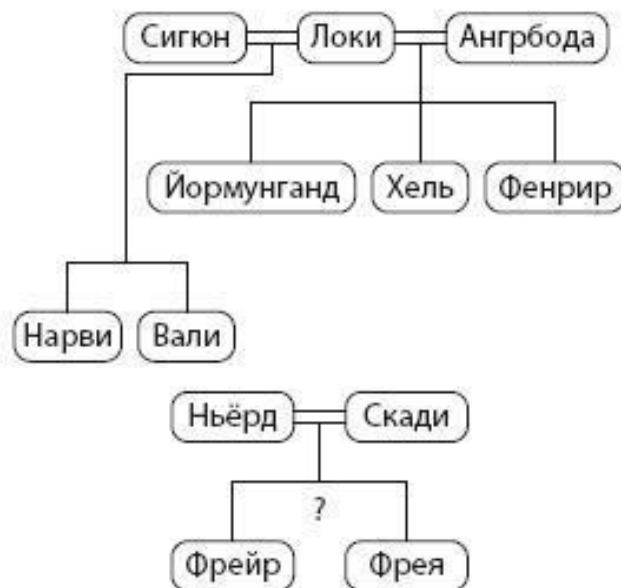 Сигюн Локи Ангрбода
Йормунганд Хель Фенрир
Нарви Вали
Ньёрд Скади
?
Фрейр Фрея